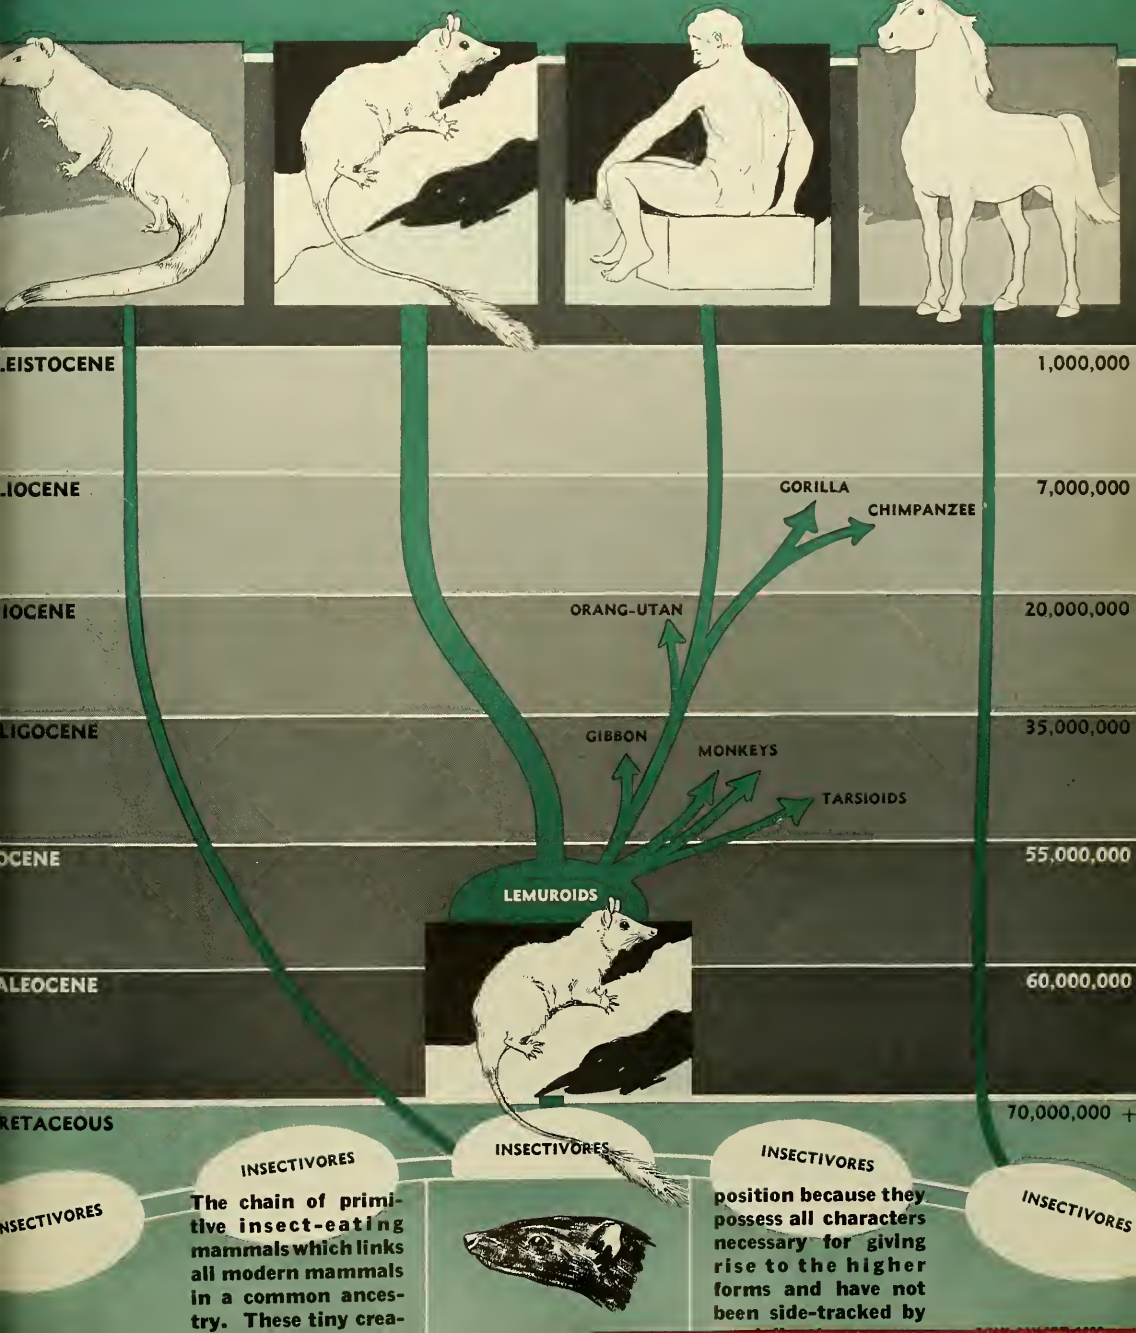 LEISTOCENE
1,000,000
LIOCENE
7,000,000
GORILLA
CHIMPANZEE
IOCENE
ORANG-UTAN
20,000,000
LIGOCENE
GIBBON
MONKEYS
35,000,000
TARSIOIDS
OCENE
55,000,000
LEMUROIDS
ALEOCENE
60,000,000
RETACEOUS
70,000,000 +
INSECTIVORES
INSECTIVORES
INSECTIVORES
INSECTIVORES
NSECTIVORES
The chain of primi-
tive insect-eating
mammals which links
all modern mammals
in a common ances-
try. These tiny crea-
position because they
possess all characters
necessary for giving
rise to the higher
forms and have not
been side-tracked by